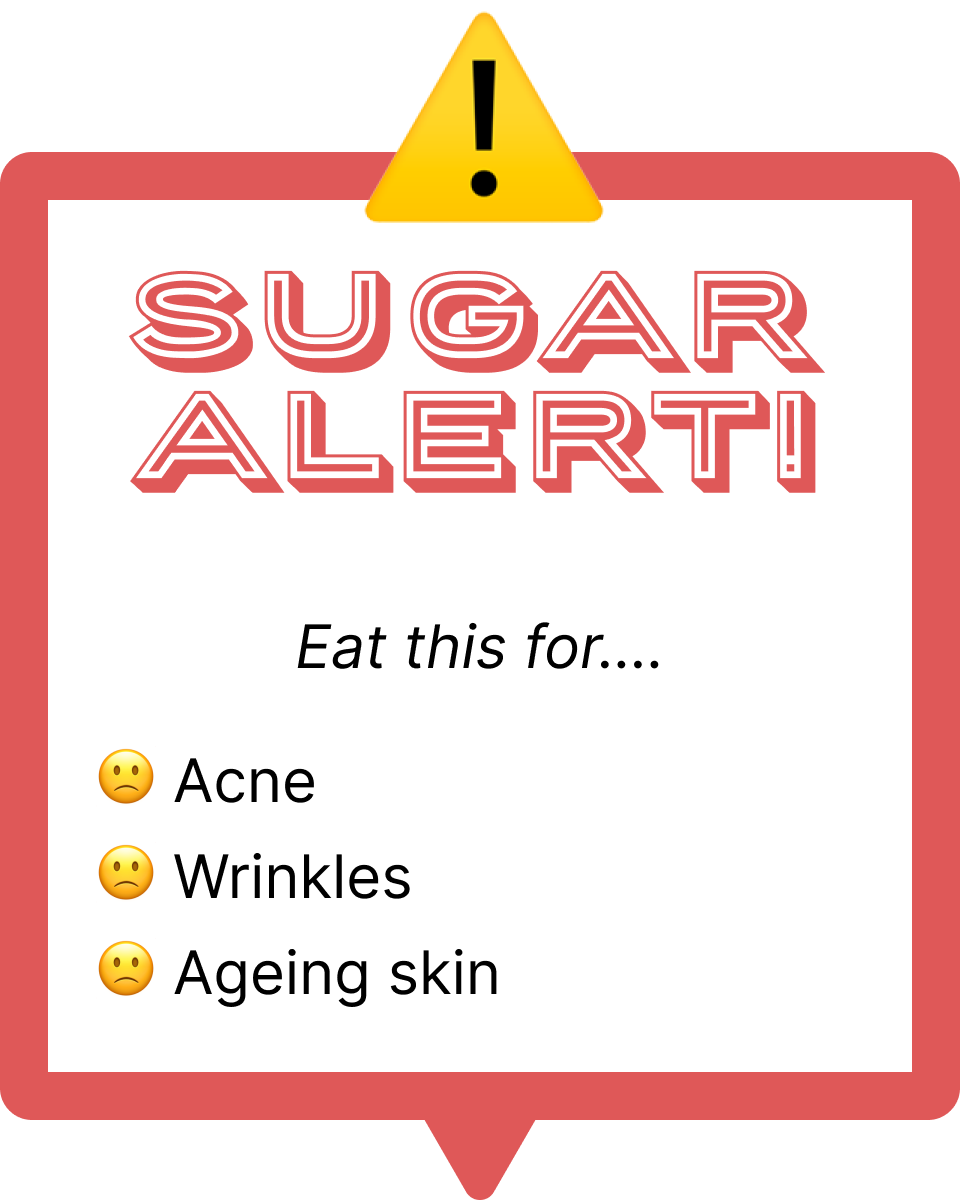 SUGAR
ALERT!
Eat this for....
🙁 Acne
🙁 Wrinkles
🙁 Ageing skin